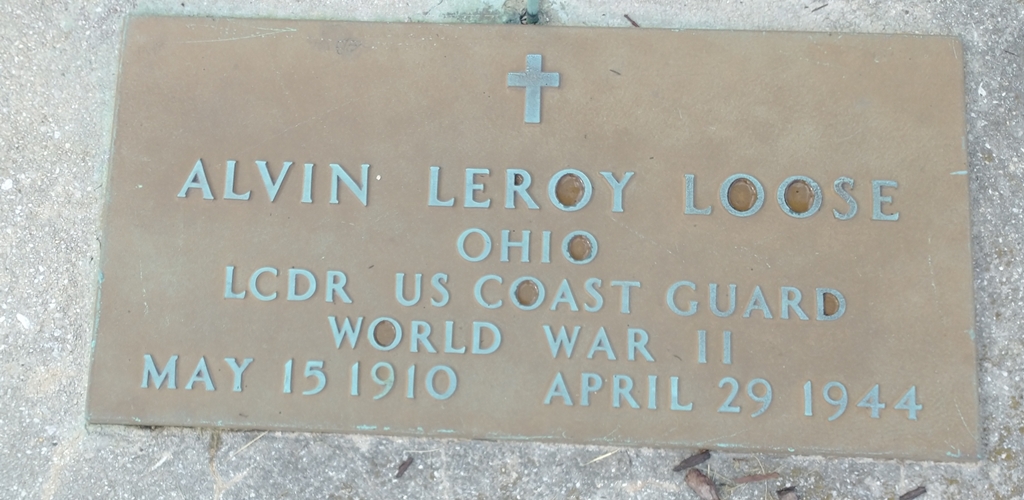 ALVIN LEROY LOOSE
OHIO
LCDR US COAST GUARD
WORLD WAR II
MAY 15 1910 APRIL 29 1944